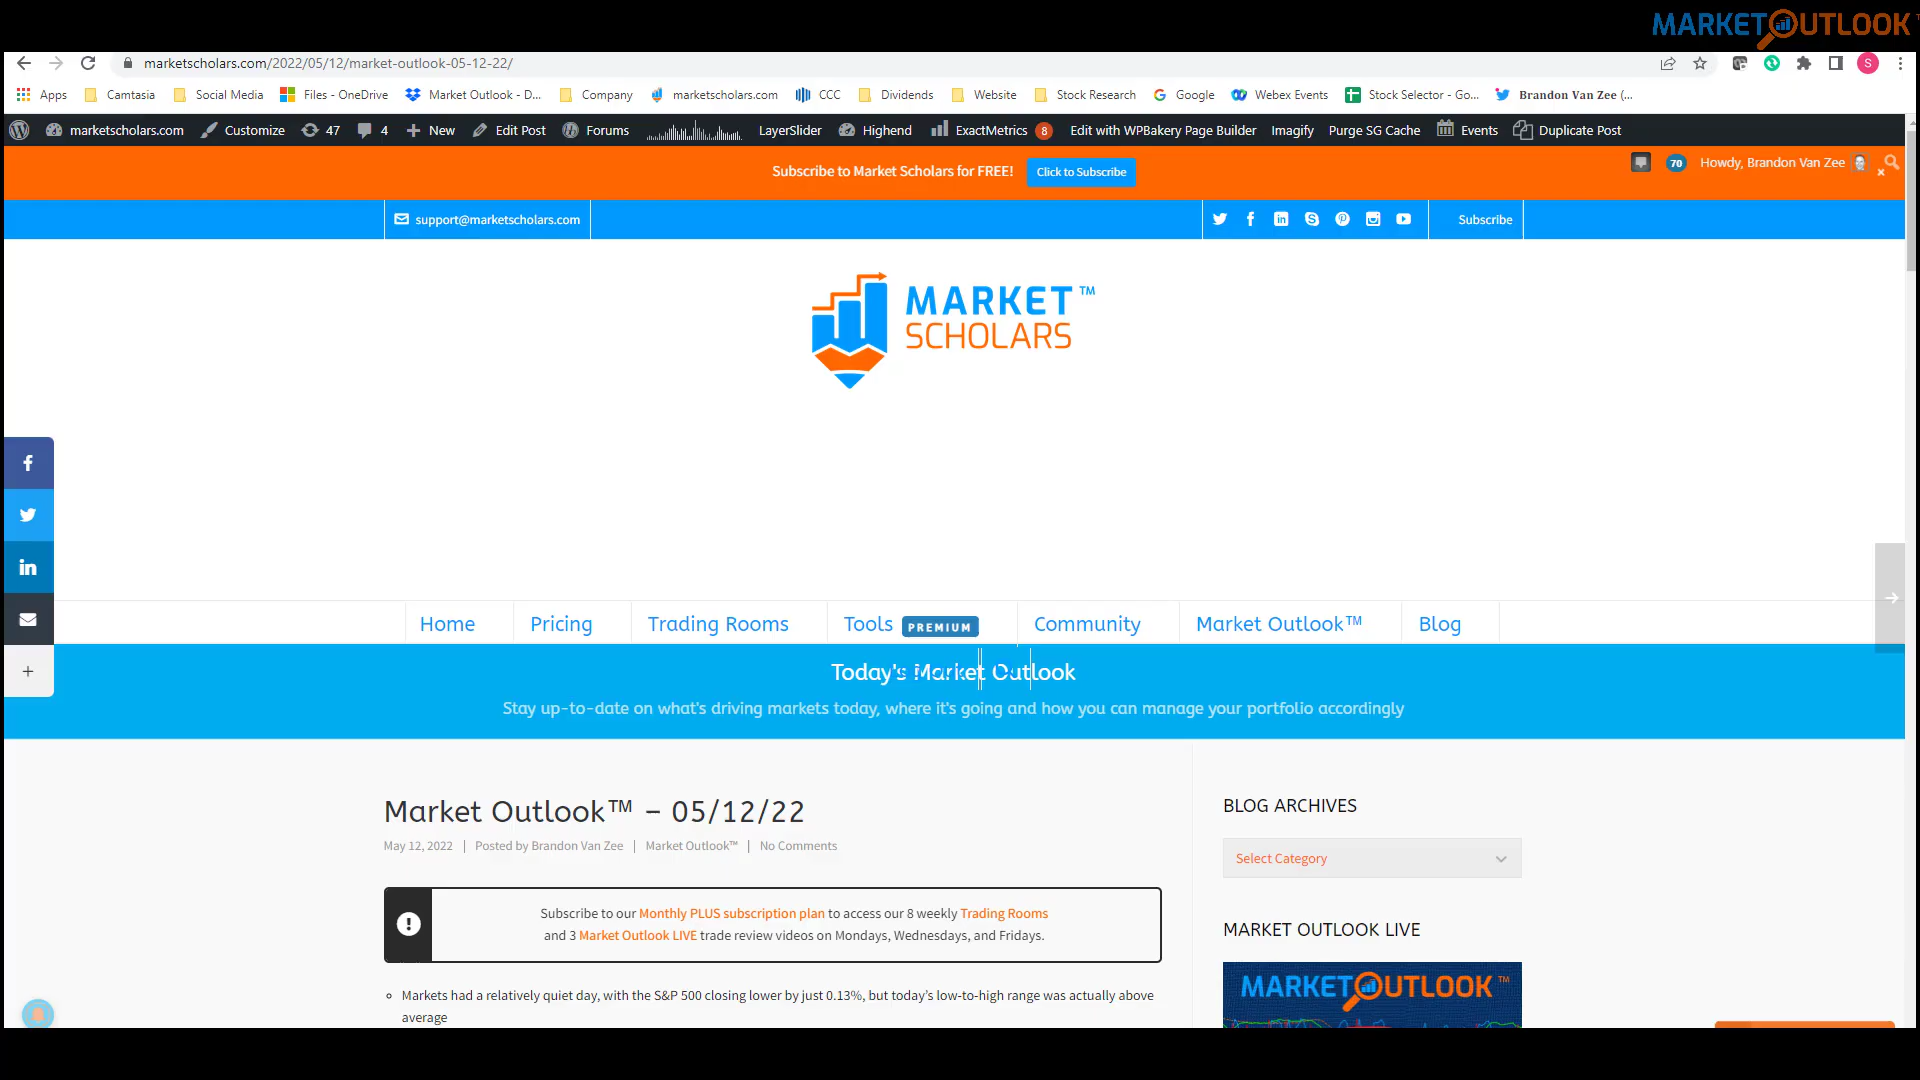 MARKETOUTLOOK™
marketscholars.com/2022/05/12/market-outlook-05-12-22/
S
Apps Camtasia Social Media Files - OneDrive Market Outlook - D... Company marketscholars.com CCC Dividends Website Stock Research Google Webex Events Stock Selector - Go... Brandon Van Zee (...
marketscholars.com Customize 47 4 New Edit Post Forums LayerSlider Highend ExactMetrics 8 Edit with WPBakery Page Builder Imagify Purge SG Cache Events Duplicate Post
Subscribe to Market Scholars for FREE! Click to Subscribe 70 Howdy, Brandon Van Zee
support@marketscholars.com Subscribe
MARKET™
SCHOLARS
Home Pricing Trading Rooms Tools PREMIUM Community Market Outlook™ Blog
Today's Market Outlook
Stay up-to-date on what's driving markets today, where it's going and how you can manage your portfolio accordingly
Market Outlook™ – 05/12/22
May 12, 2022 | Posted by Brandon Van Zee | Market Outlook™ | No Comments
Subscribe to our Monthly PLUS subscription plan to access our 8 weekly Trading Rooms
and 3 Market Outlook LIVE trade review videos on Mondays, Wednesdays, and Fridays.
Markets had a relatively quiet day, with the S&P 500 closing lower by just 0.13%, but today's low-to-high range was actually above
average
BLOG ARCHIVES
Select Category
MARKET OUTLOOK LIVE
MARKETOUTLOOK™